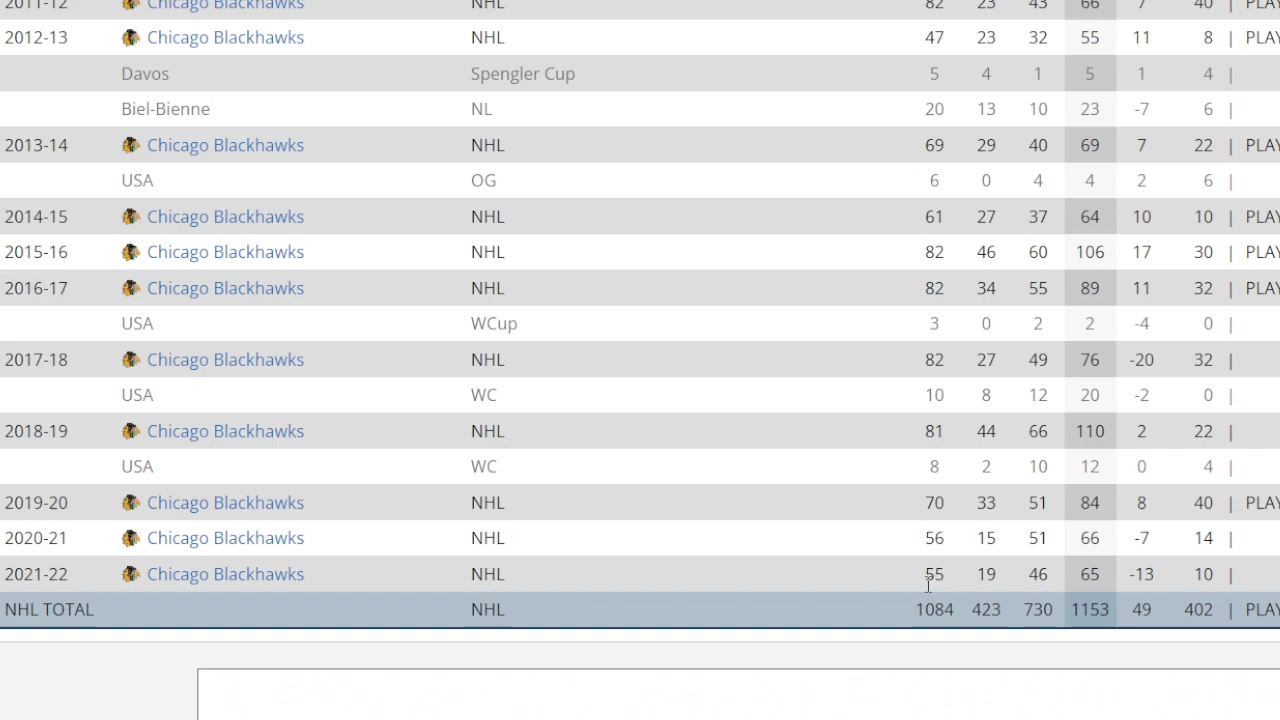 2011-12 Chicago Blackhawks NHL 82 23 43 66 7 40 | PLAY
2012-13 Chicago Blackhawks NHL 47 23 32 55 11 8 | PLAY
Davos Spengler Cup 5 4 1 5 1 4 |
Biel-Bienne NL 20 13 10 23 -7 6 |
2013-14 Chicago Blackhawks NHL 69 29 40 69 7 22 | PLAY
USA OG 6 0 4 4 2 6 |
2014-15 Chicago Blackhawks NHL 61 27 37 64 10 10 | PLAY
2015-16 Chicago Blackhawks NHL 82 46 60 106 17 30 | PLAY
2016-17 Chicago Blackhawks NHL 82 34 55 89 11 32 | PLAY
USA WCup 3 0 2 2 -4 0 |
2017-18 Chicago Blackhawks NHL 82 27 49 76 -20 32 |
USA WC 10 8 12 20 -2 0 |
2018-19 Chicago Blackhawks NHL 81 44 66 110 2 22 |
USA WC 8 2 10 12 0 4 |
2019-20 Chicago Blackhawks NHL 70 33 51 84 8 40 | PLAY
2020-21 Chicago Blackhawks NHL 56 15 51 66 -7 14 |
2021-22 Chicago Blackhawks NHL 55 19 46 65 -13 10 |
NHL TOTAL NHL 1084 423 730 1153 49 402 | PLAY